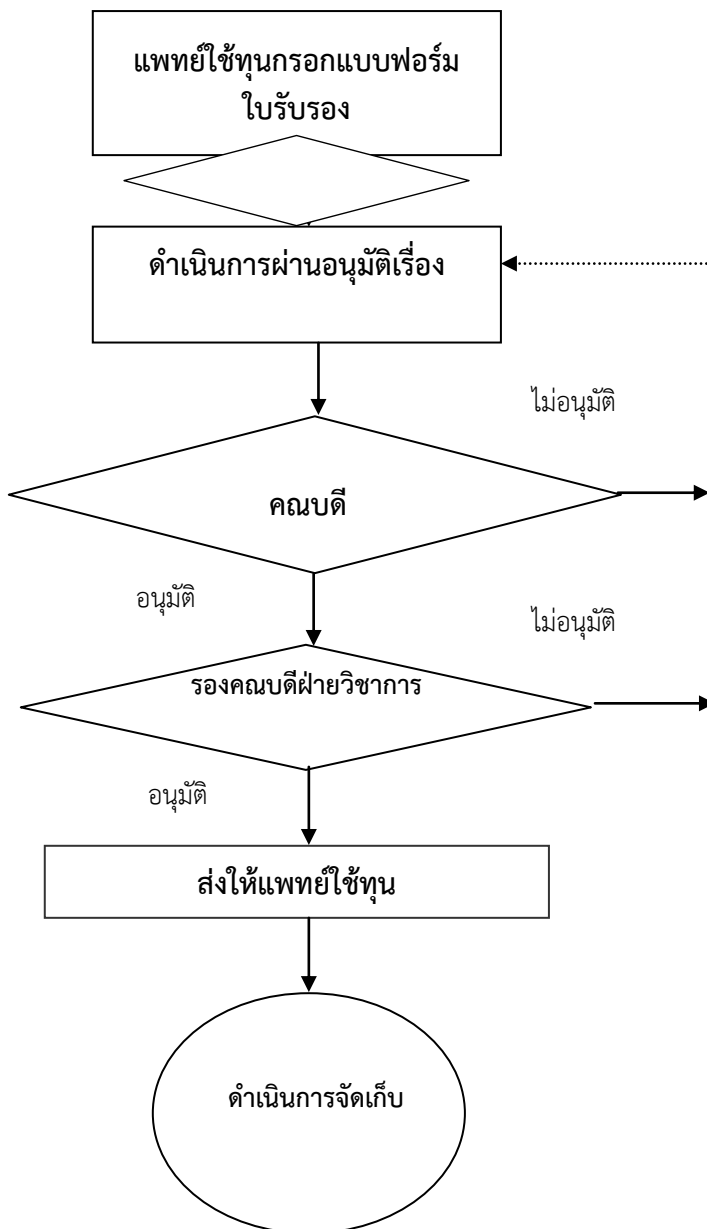 แพทย์ใช้ทุนกรอกแบบฟอร์ม
ใบรับรอง
ดำเนินการผ่านอนุมัติเรื่อง
ไม่อนุมัติ
คณบดี
อนุมัติ
ไม่อนุมัติ
รองคณบดีฝ่ายวิชาการ
อนุมัติ
ส่งให้แพทย์ใช้ทุน
ดำเนินการจัดเก็บ